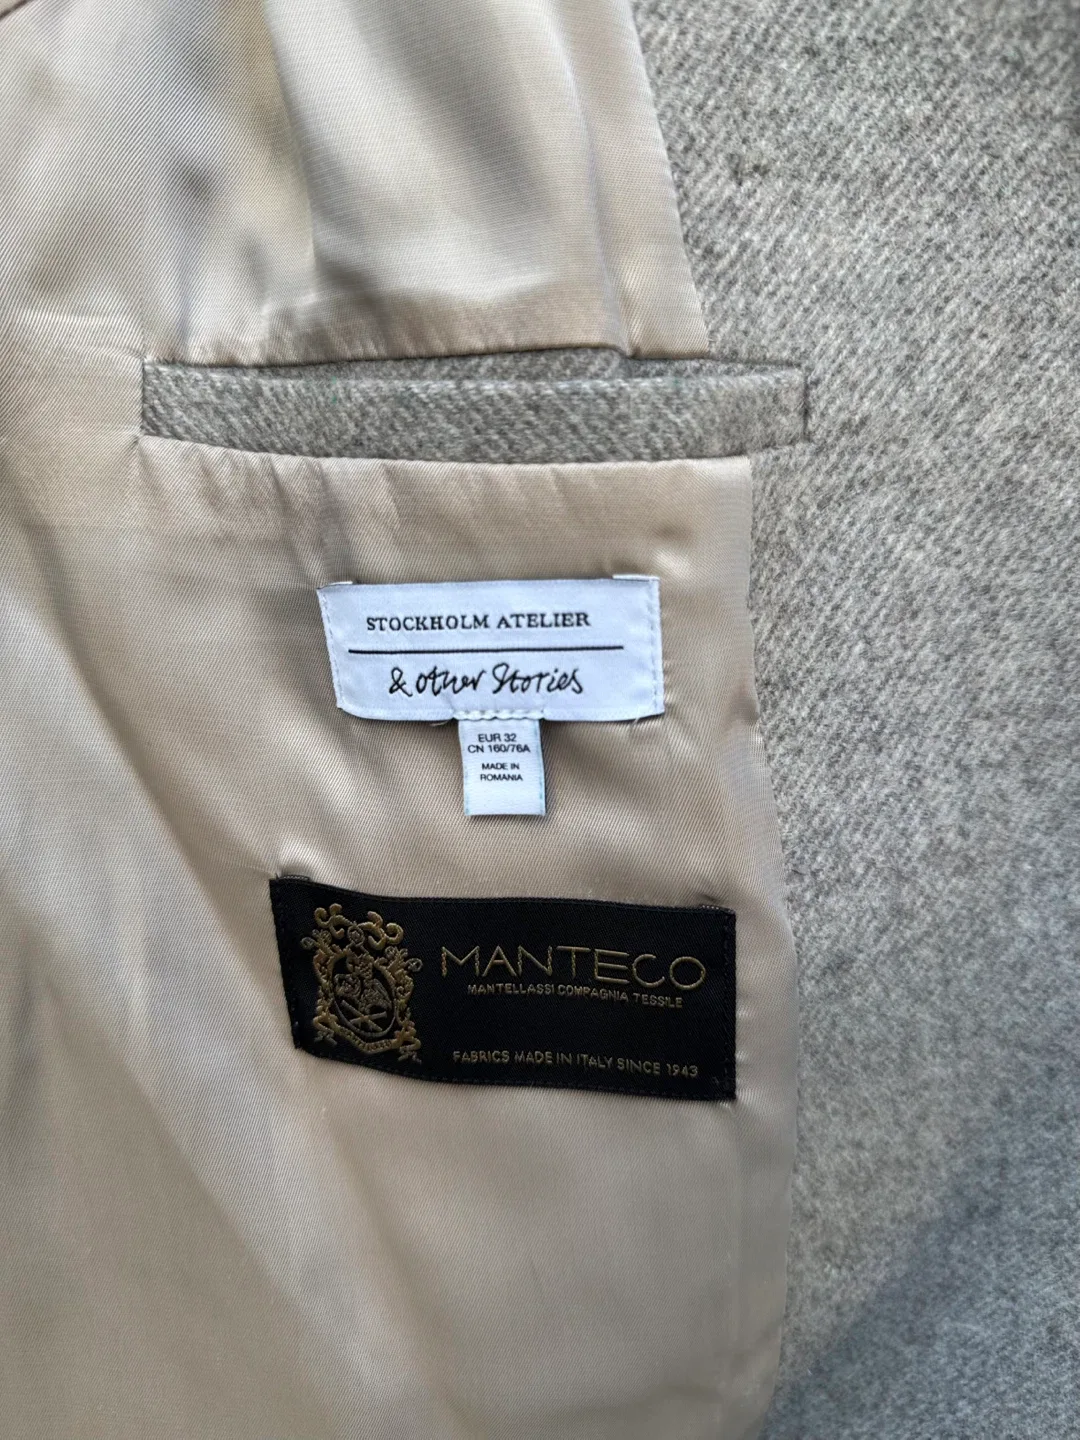 STOCKHOLM ATELIER
& other Stories
EUR 32
CN 160/76A
MADE IN
ROMANIA
MANTECO
MANTELLASSI COMPAGNIA TESSILE
FABRICS MADE IN ITALY SINCE 1943